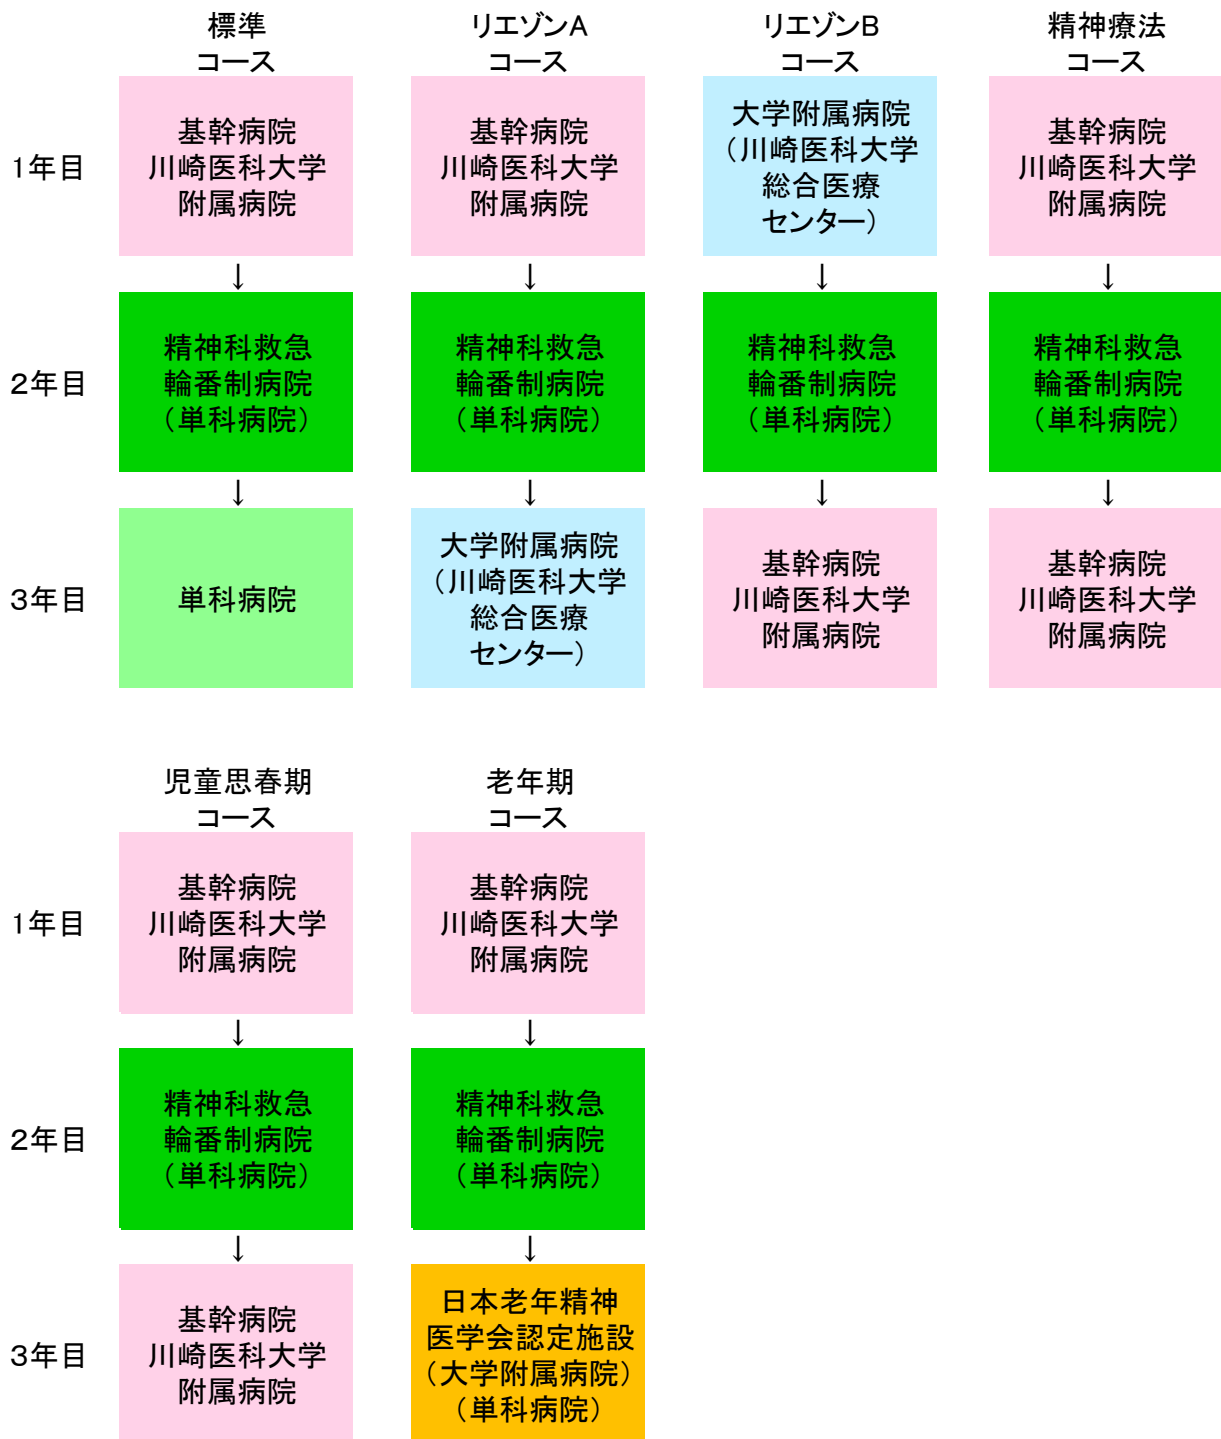 標準
コース
リエゾンA
コース
リエゾンB
コース
精神療法
コース
1年目
基幹病院
川崎医科大学
附属病院
基幹病院
川崎医科大学
附属病院
大学附属病院
（川崎医科大学
総合医療
センター）
基幹病院
川崎医科大学
附属病院
↓
↓
↓
↓
2年目
精神科救急
輪番制病院
（単科病院）
精神科救急
輪番制病院
（単科病院）
精神科救急
輪番制病院
（単科病院）
精神科救急
輪番制病院
（単科病院）
↓
↓
↓
↓
3年目
単科病院
大学附属病院
（川崎医科大学
総合医療
センター）
基幹病院
川崎医科大学
附属病院
基幹病院
川崎医科大学
附属病院
児童思春期
コース
老年期
コース
1年目
基幹病院
川崎医科大学
附属病院
基幹病院
川崎医科大学
附属病院
↓
↓
2年目
精神科救急
輪番制病院
（単科病院）
精神科救急
輪番制病院
（単科病院）
↓
↓
3年目
基幹病院
川崎医科大学
附属病院
日本老年精神
医学会認定施設
（大学附属病院）
（単科病院）